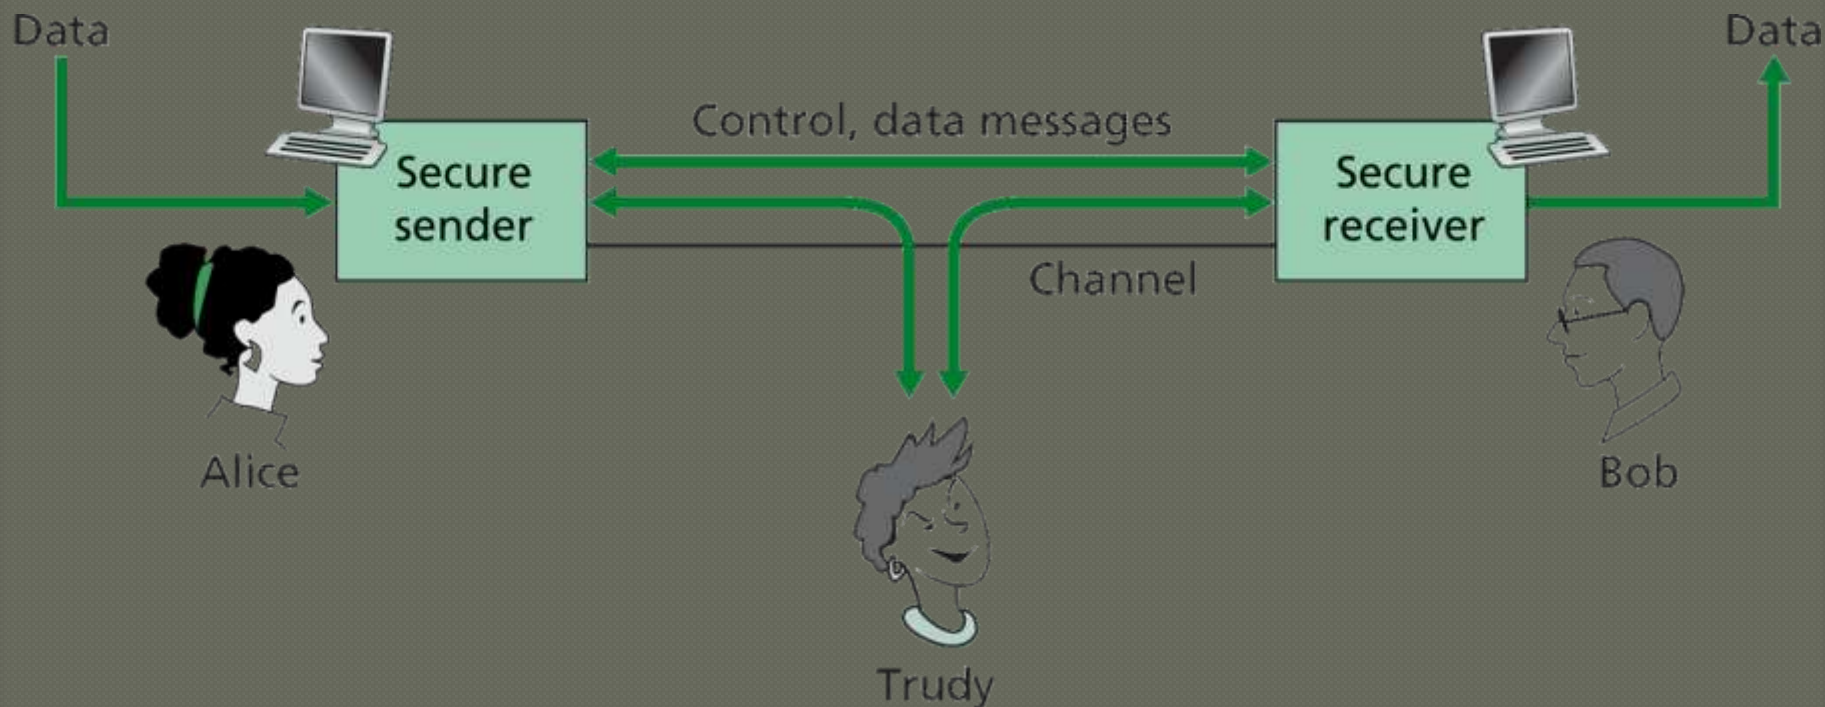 Data
Data
Control, data messages
Secure
sender
Secure
receiver
Channel
Alice
Bob
Trudy